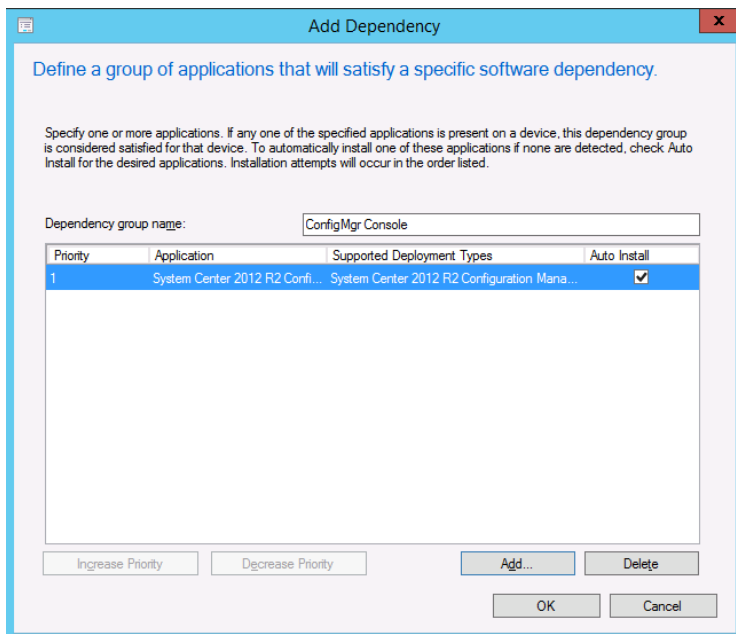 Add Dependency
x
Define a group of applications that will satisfy a specific software dependency.
Specify one or more applications. If any one of the specified applications is present on a device, this dependency group
is considered satisfied for that device. To automatically install one of these applications if none are detected, check Auto
Install for the desired applications. Installation attempts will occur in the order listed.
Dependency group name: ConfigMgr Console
Priority Application Supported Deployment Types Auto Install
1 System Center 2012 R2 Confi... System Center 2012 R2 Configuration Mana...
Increase Priority Decrease Priority Add... Delete
OK Cancel